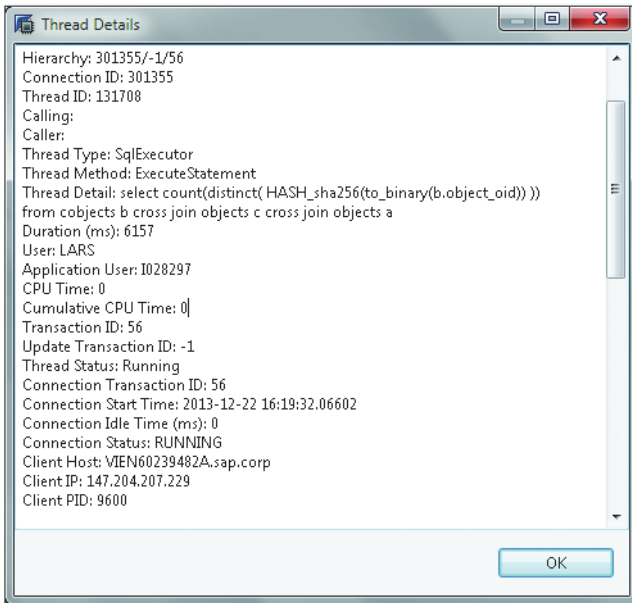 Thread Details
Hierarchy: 301355/-1/56
Connection ID: 301355
Thread ID: 131708
Calling:
Caller:
Thread Type: SqlExecutor
Thread Method: ExecuteStatement
Thread Detail: select count(distinct( HASH_sha256(to_binary(b.object_oid)) ))
from cobjects b cross join objects c cross join objects a
Duration (ms): 6157
User: LARS
Application User: I028297
CPU Time: 0
Cumulative CPU Time: 0
Transaction ID: 56
Update Transaction ID: -1
Thread Status: Running
Connection Transaction ID: 56
Connection Start Time: 2013-12-22 16:19:32.06602
Connection Idle Time (ms): 0
Connection Status: RUNNING
Client Host: VIEN60239482A.sap.corp
Client IP: 147.204.207.229
Client PID: 9600
OK